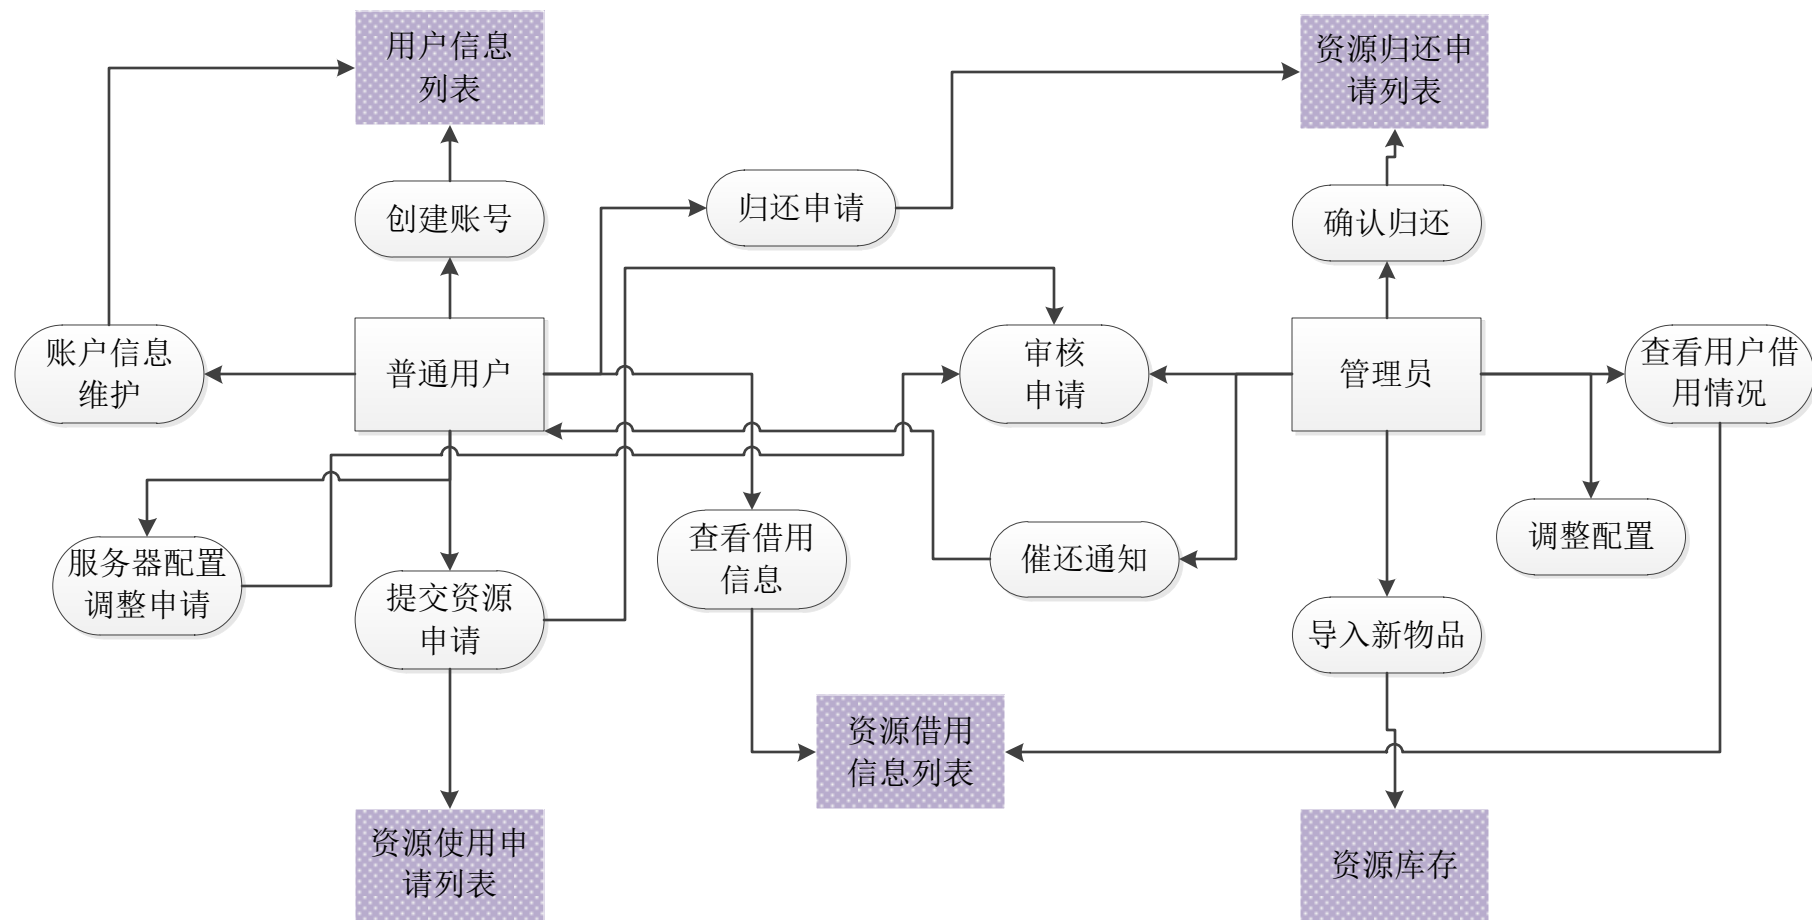 用户信息
列表
资源归还申
请列表
创建账号
归还申请
确认归还
账户信息
维护
普通用户
审核
申请
管理员
查看用户借
用情况
服务器配置
调整申请
提交资源
申请
查看借用
信息
催还通知
调整配置
导入新物品
资源借用
信息列表
资源使用申
请列表
资源库存